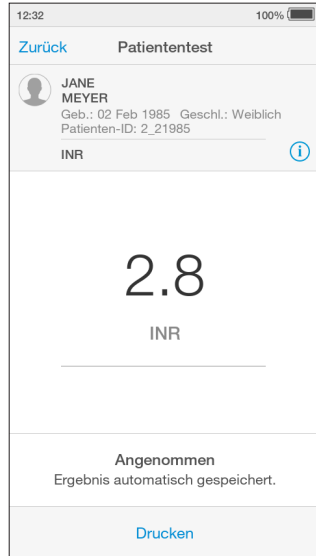 12:32 100%
Zurück Patiententest
JANE
MEYER
Geb.: 02 Feb 1985 Geschl.: Weiblich
Patienten-ID: 2_21985
INR
2.8
INR
Angenommen
Ergebnis automatisch gespeichert.
Drucken